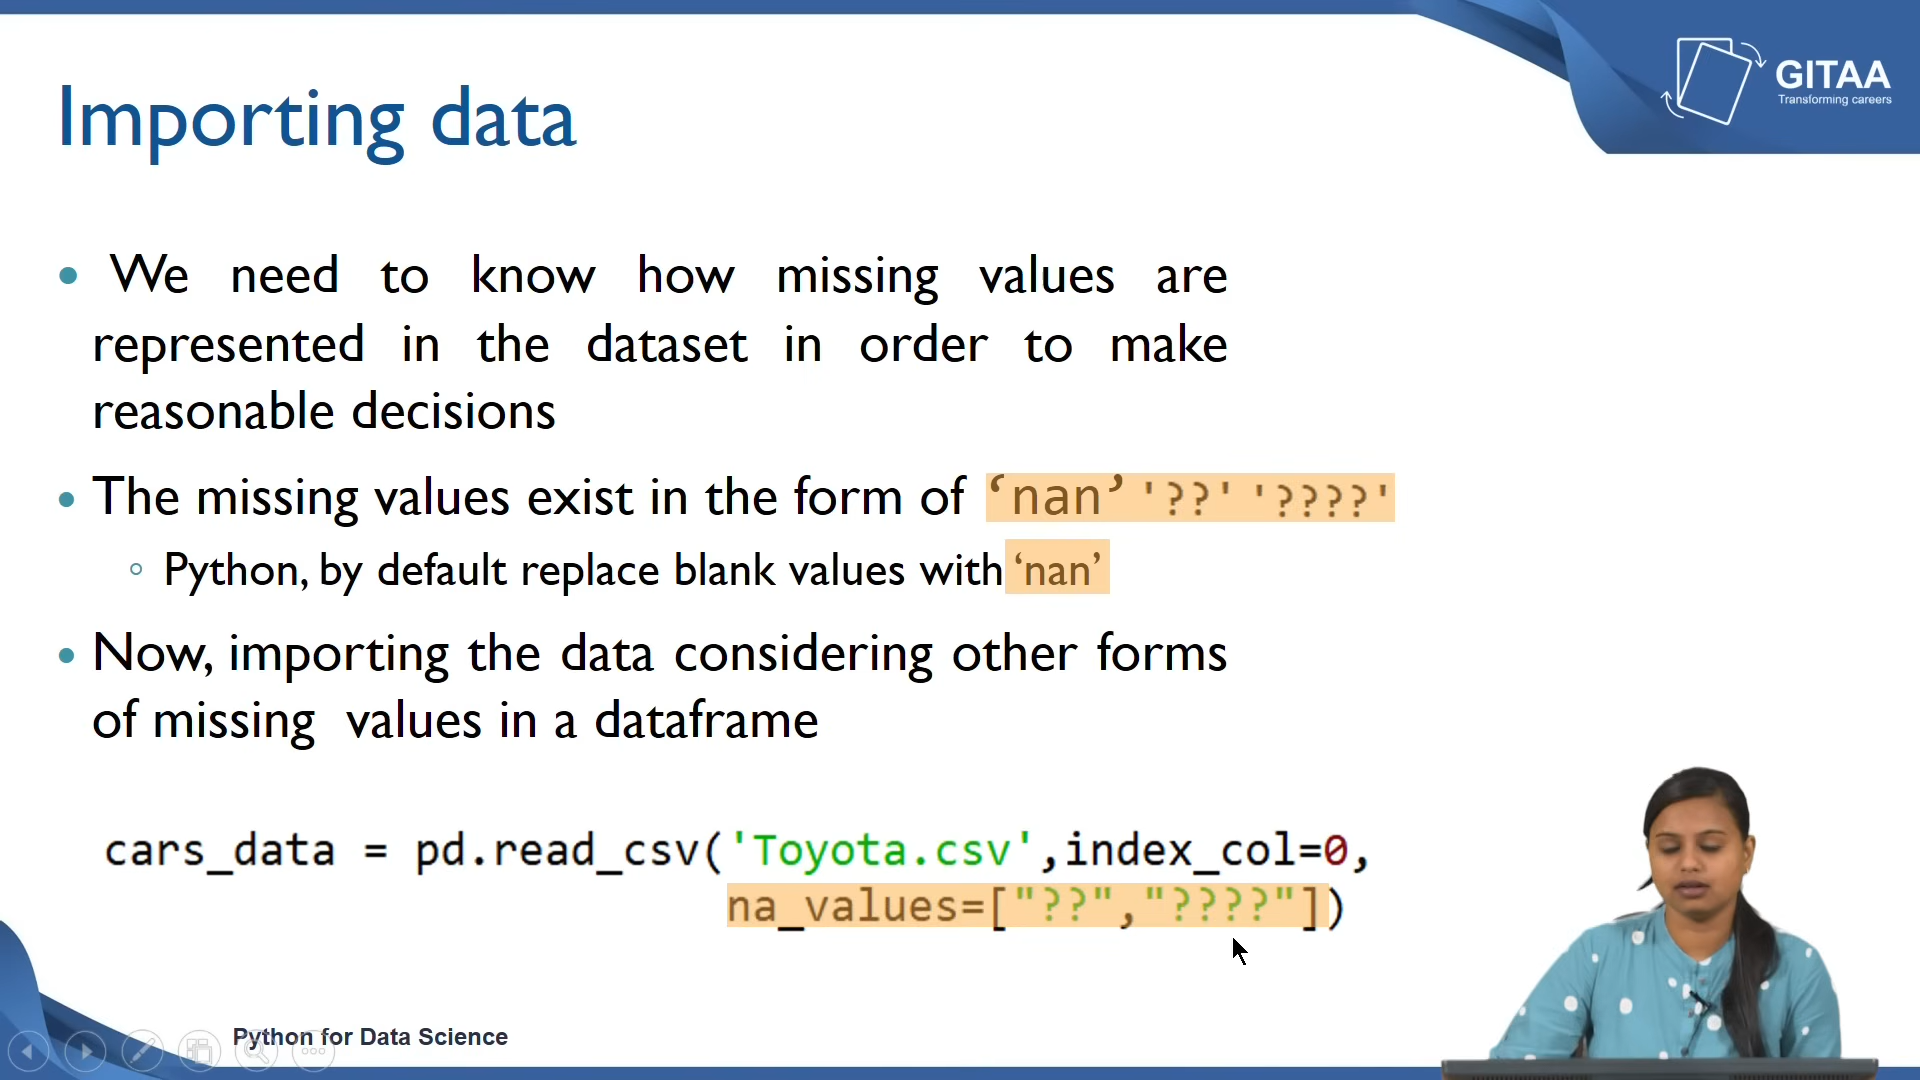 GITAA
Transforming careers
Importing data
We need to know how missing values are
represented in the dataset in order to make
reasonable decisions
The missing values exist in the form of ‘nan’ '??' '????'
Python, by default replace blank values with ‘nan’
Now, importing the data considering other forms
of missing values in a dataframe
cars_data = pd.read_csv('Toyota.csv',index_col=0,
na_values=["??","????"])
Python for Data Science